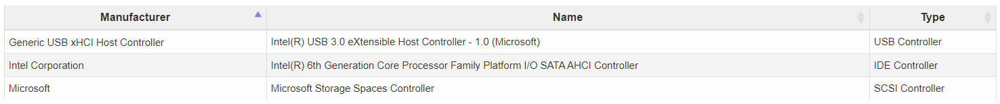 Manufacturer Name Type
Generic USB xHCI Host Controller Intel(R) USB 3.0 eXtensible Host Controller - 1.0 (Microsoft) USB Controller
Intel Corporation Intel(R) 6th Generation Core Processor Family Platform I/O SATA AHCI Controller IDE Controller
Microsoft Microsoft Storage Spaces Controller SCSI Controller